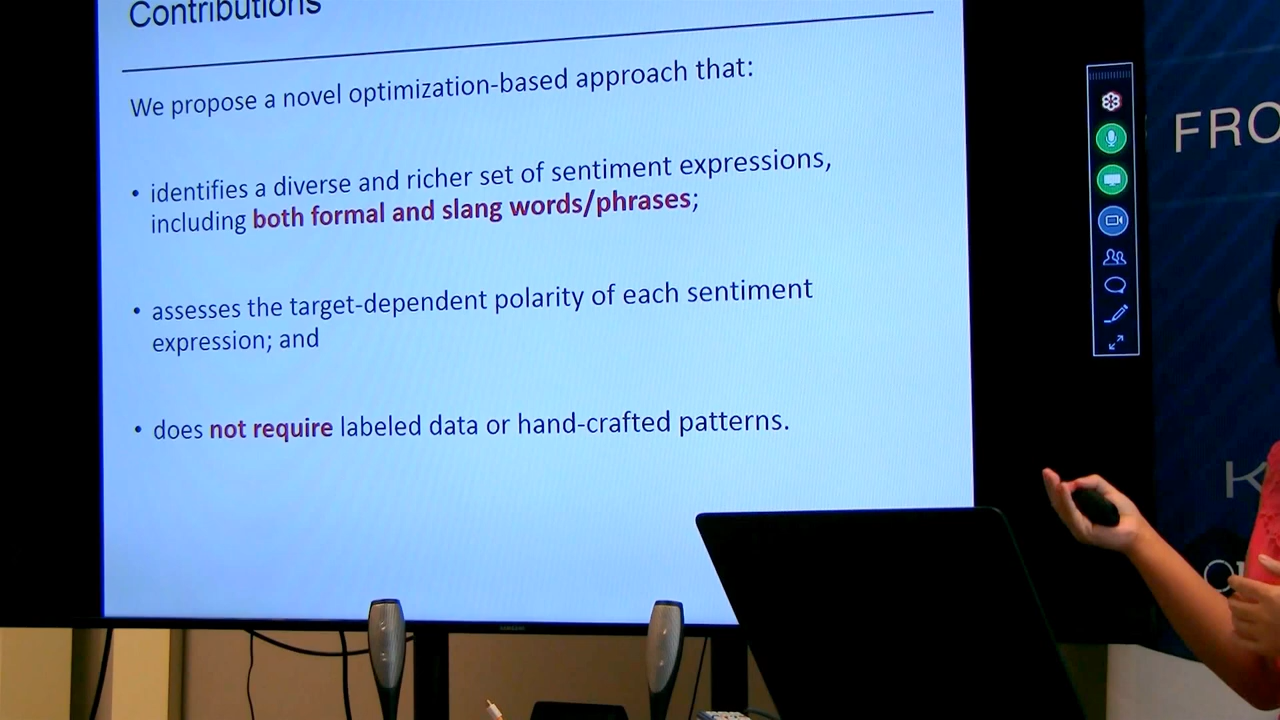 Contributions
We propose a novel optimization-based approach that:
• identifies a diverse and richer set of sentiment expressions,
including both formal and slang words/phrases;
• assesses the target-dependent polarity of each sentiment
expression; and
• does not require labeled data or hand-crafted patterns.
FRO
K
SAMSUNG